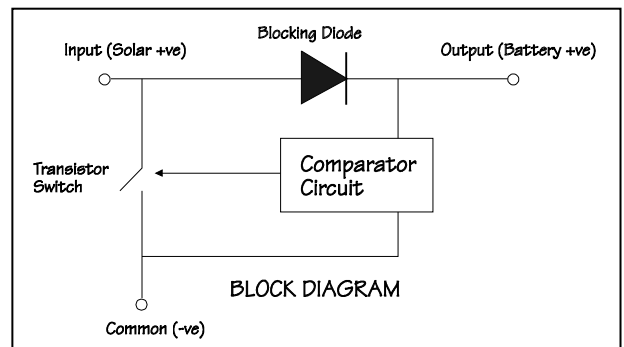 Blocking Diode
Input (Solar +ve)
Output (Battery +ve)
Transistor
Switch
Comparator
Circuit
BLOCK DIAGRAM
Common (-ve)